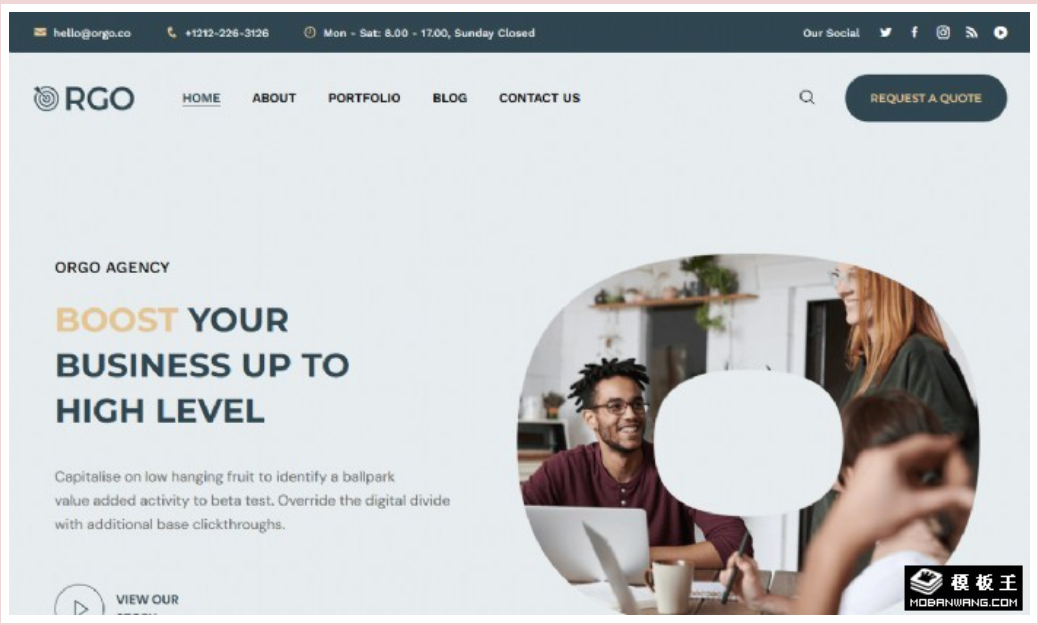 hello@orgo.co
+1212-226-3126
Mon - Sat: 8.00 - 17.00, Sunday Closed
Our Social
RGO
HOME
ABOUT
PORTFOLIO
BLOG
CONTACT US
REQUEST A QUOTE
ORGO AGENCY
BOOST YOUR
BUSINESS UP TO
HIGH LEVEL
Capitalise on low hanging fruit to identify a ballpark
value added activity to beta test. Override the digital divide
with additional base clickthroughs.
VIEW OUR
模板王
MOBANWANG.COM